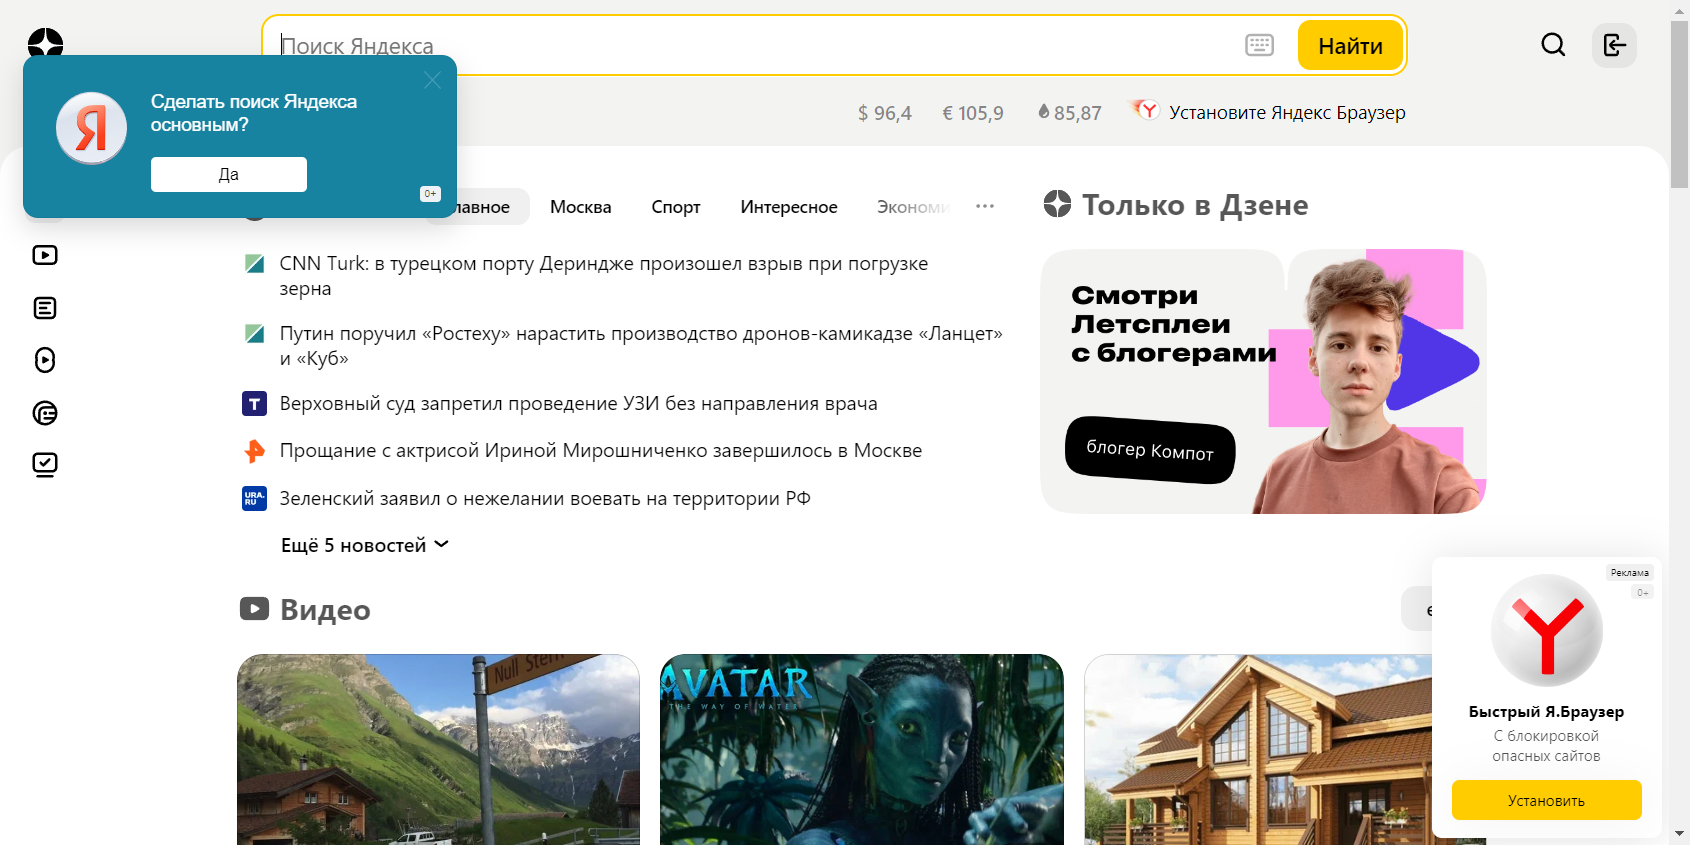 Поиск Яндекса
Найти
Сделать поиск Яндекса
основным?
Да
0+
$ 96,4
€ 105,9
85,87
Установите Яндекс Браузер
лавное
Москва
Спорт
Интересное
Экономи
Только в Дзене
CNN Turk: в турецком порту Дериндже произошел взрыв при погрузке
зерна
Путин поручил «Ростеху» нарастить производство дронов-камикадзе «Ланцет»
и «Куб»
Верховный суд запретил проведение УЗИ без направления врача
Прощание с актрисой Ириной Мирошниченко завершилось в Москве
URA.
RU
Зеленский заявил о нежелании воевать на территории РФ
Ещё 5 новостей
Смотри
Летсплеи
с блогерами
блогер Компот
Видео
Null Stern
AVATAR
THE WAY OF WATER
Реклама
0+
Быстрый Я.Браузер
С блокировкой
опасных сайтов
Установить